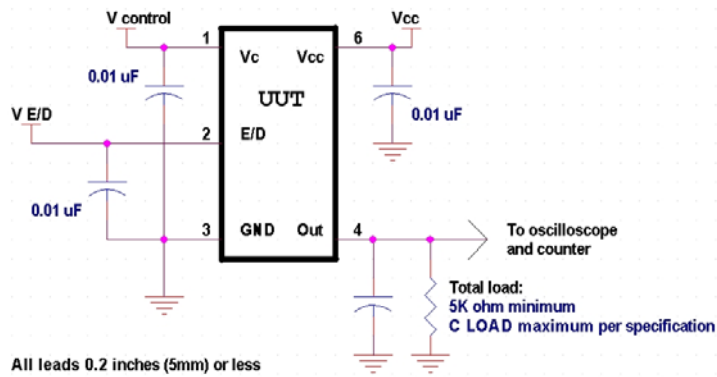 V control
Vcc
1
6
Vc
Vcc
0.01 uF
UUT
0.01 uF
V E/D
2
E/D
0.01 uF
3
GND
Out
4
To oscilloscope
and counter
Total load:
5K ohm minimum
C LOAD maximum per specification
All leads 0.2 inches (5mm) or less